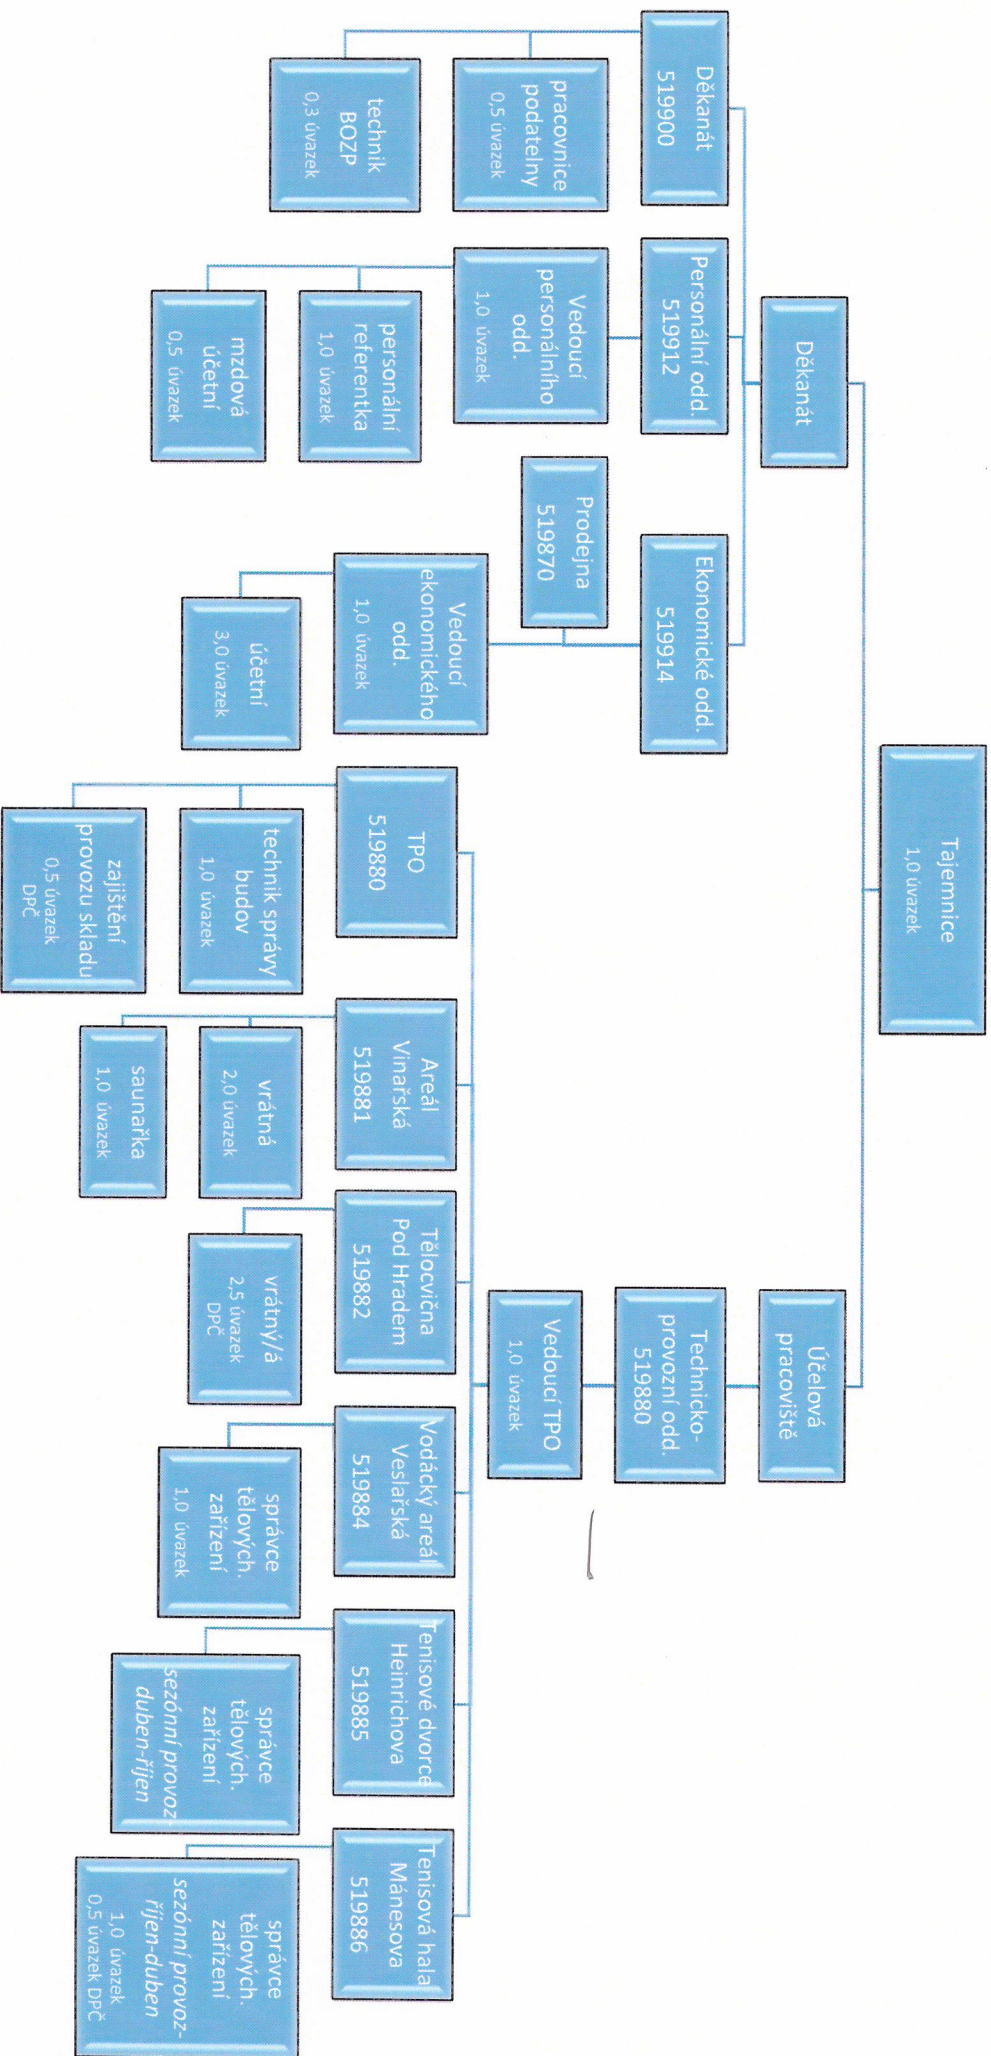 Tajemnice
1,0 úvazek
Děkanát
Účelová
pracoviště
Děkanát
519900
Personální odd.
519912
Ekonomické odd.
519914
Technicko-
provozní odd.
519880
pracovnice
podatelny
0,5 úvazek
technik
BOZP
0,3 úvazek
Vedoucí
personálního
odd.
1,0 úvazek
personální
referentka
1,0 úvazek
mzdová
účetní
0,5 úvazek
Prodejna
519870
Vedoucí
ekonomického
odd.
1,0 úvazek
účetní
3,0 úvazek
Vedoucí TPO
1,0 úvazek
TPO
519880
technik správy
budov
1,0 úvazek
zajištění
provozu skladu
0,5 úvazek
DPČ
Areál
Vinařská
519881
vrátná
2,0 úvazek
saunařka
1,0 úvazek
Tělocvična
Pod Hradem
519882
vrátný/á
2,5 úvazek
DPČ
Vodácký areál
Veslařská
519884
správce
tělových.
zařízení
1,0 úvazek
Tenisové dvorce
Heinrichova
519885
správce
tělových.
zařízení
sezónní provoz
duben-říjen
Tenisová hala
Mánesova
519886
správce
tělových.
zařízení
sezónní provoz-
říjen-duben
1,0 úvazek
0,5 úvazek DPČ